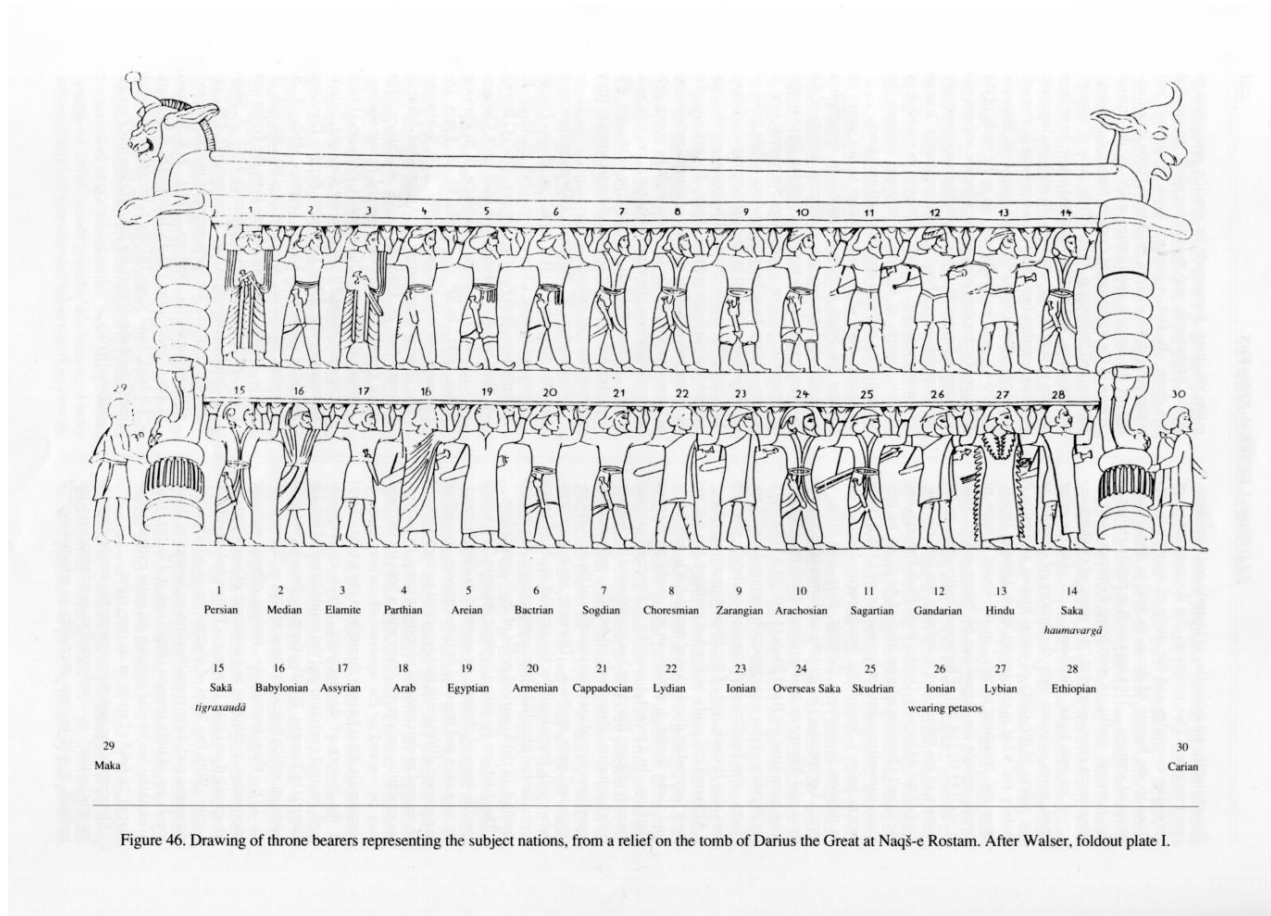 1 2 3 4 5 6 7 8 9 10 11 12 13 14
29 15 16 17 18 19 20 21 22 23 24 25 26 27 28 30
30
1 2 3 4 5 6 7 8 9 10 11 12 13 14
Persian Median Elamite Parthian Areian Bactrian Sogdian Choresmian Zarangian Arachosian Sagartian Gandarian Hindu Saka
haumavargā
15 16 17 18 19 20 21 22 23 24 25 26 27 28
Sakā Babylonian Assyrian Arab Egyptian Armenian Cappadocian Lydian Ionian Overseas Saka Skudrian Ionian Lybian Ethiopian
tigraxaudā wearing petasos
29 30
Maka Carian
Figure 46. Drawing of throne bearers representing the subject nations, from a relief on the tomb of Darius the Great at Naqš-e Rostam. After Walser, foldout plate I.